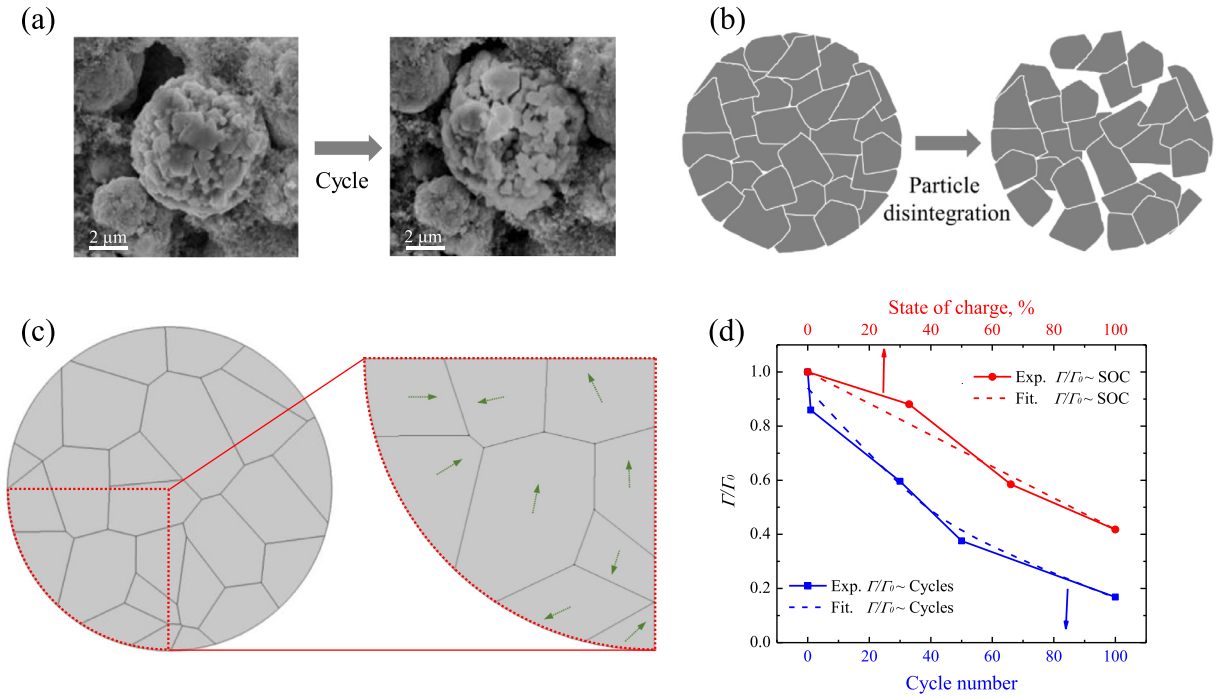 (a)
2 μm
Cycle
2 μm
(b)
Particle
disintegration
(c)
(d)
State of charge, %
0 20 40 60 80 100
Γ/Γ₀
1.0
0.8
0.6
0.4
0.2
0.0
Exp. Γ/Γ₀ ~ SOC
Fit. Γ/Γ₀ ~ SOC
Exp. Γ/Γ₀ ~ Cycles
Fit. Γ/Γ₀ ~ Cycles
0 20 40 60 80 100
Cycle number